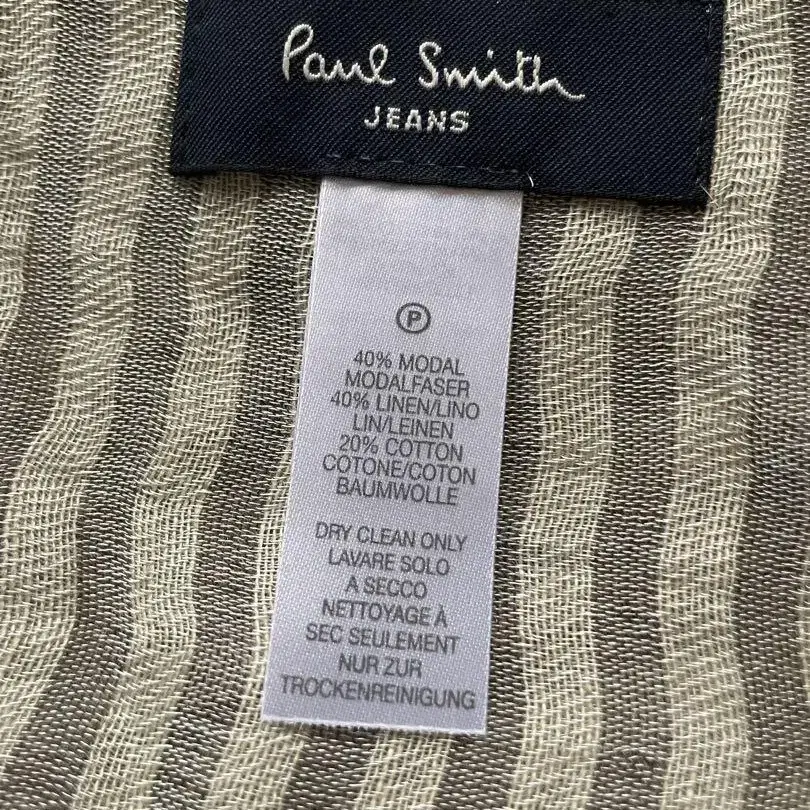 Paul Smith
JEANS
P
40% MODAL
MODALFASER
40% LINEN/LINO
LIN/LEINEN
20% COTTON
COTONE/COTON
BAUMWOLLE
DRY CLEAN ONLY
LAVARE SOLO
A SECCO
NETTOYAGE À
SEC SEULEMENT
NUR ZUR
TROCKENREINIGUNG